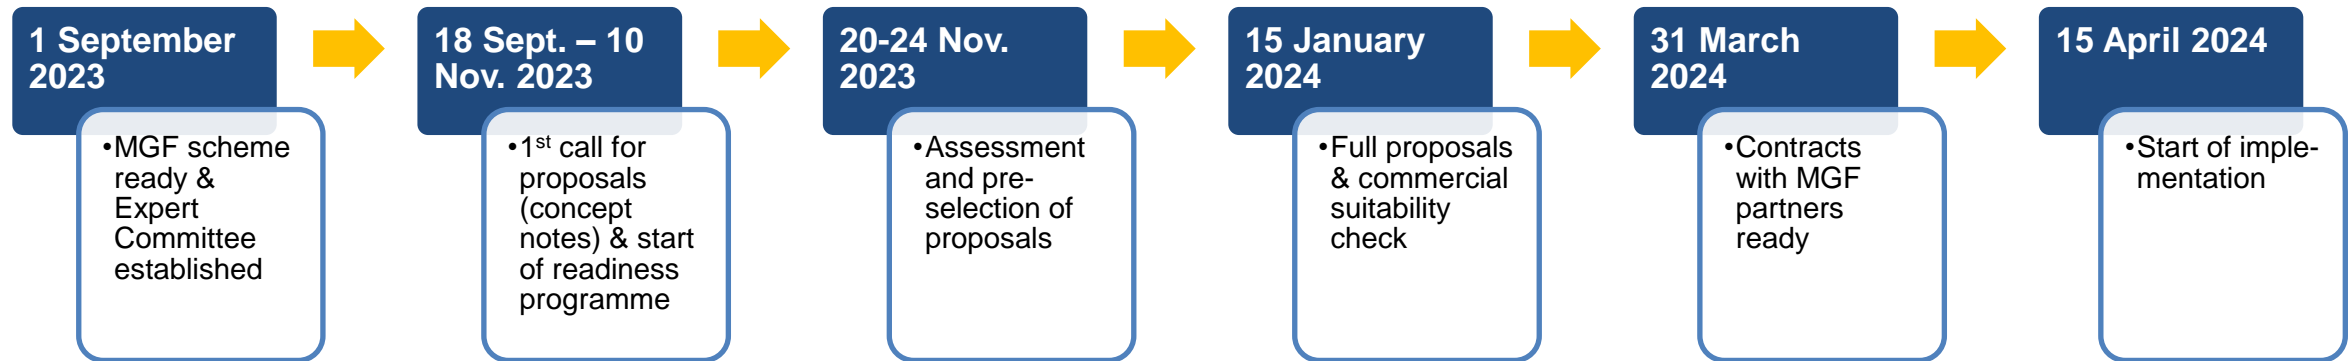 1 September
2023
•MGF scheme
ready &
Expert
Committee
established
18 Sept. – 10
Nov. 2023
•1st call for
proposals
(concept
notes) & start
of readiness
programme
20-24 Nov.
2023
•Assessment
and pre-
selection of
proposals
15 January
2024
•Full proposals
& commercial
suitability
check
31 March
2024
•Contracts
with MGF
partners
ready
15 April 2024
•Start of imple-
mentation